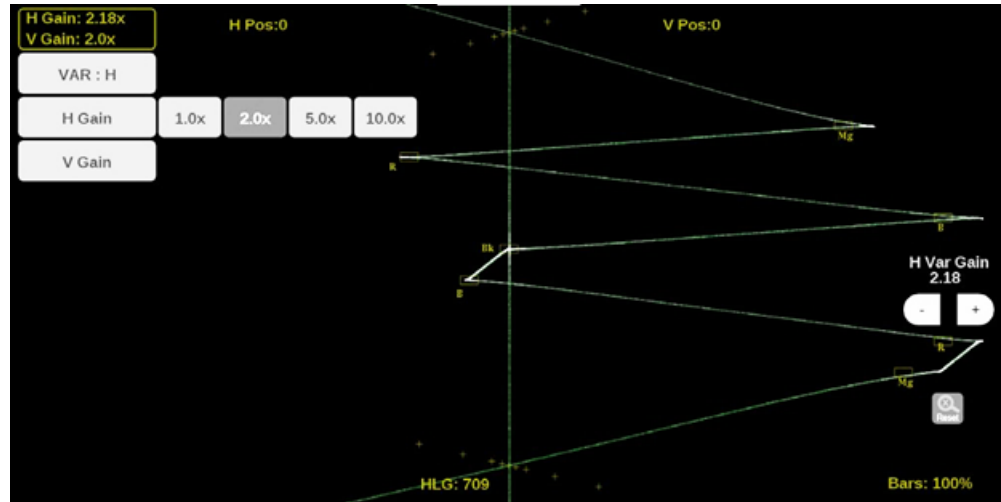 H Gain: 2.18x
V Gain: 2.0x
H Pos:0
V Pos:0
VAR : H
H Gain
1.0x
2.0x
5.0x
10.0x
V Gain
Mg
R
B
Bk
B
H Var Gain
2.18
-
+
R
Mg
Reset
HLG: 709
Bars: 100%